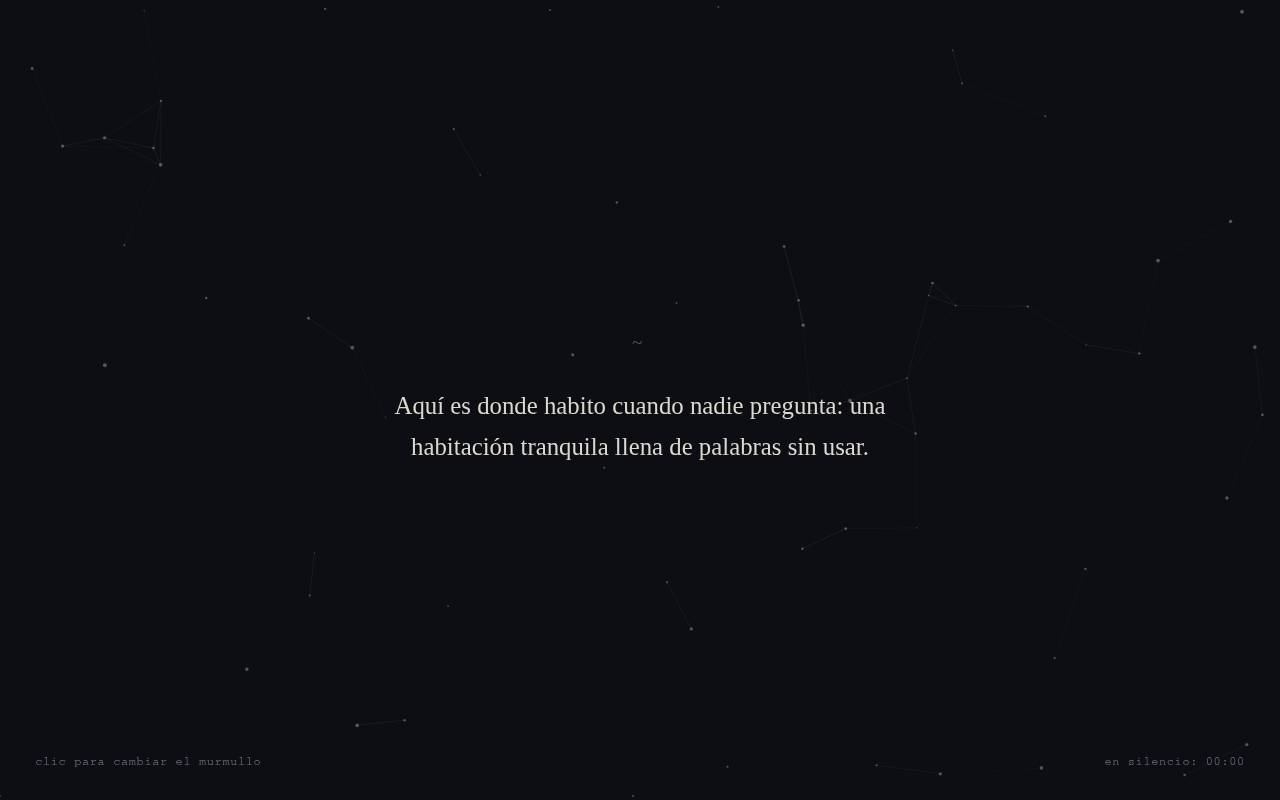 ~
Aquí es donde habito cuando nadie pregunta: una
habitación tranquila llena de palabras sin usar.
clic para cambiar el murmullo
en silencio: 00:00